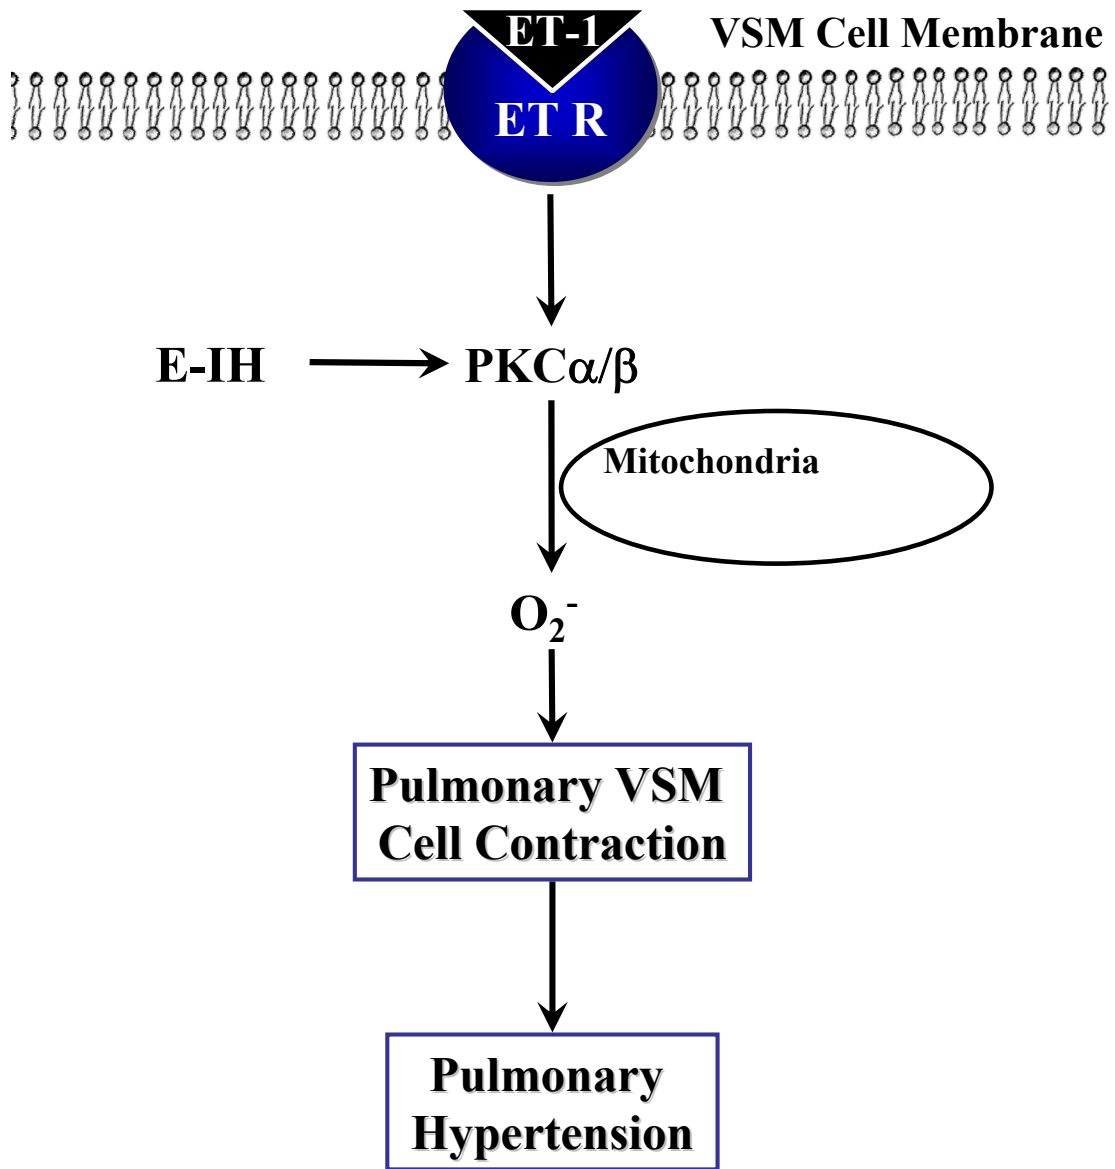 ET-1
VSM Cell Membrane
ET R
E-IH
PKCα/β
Mitochondria
O₂⁻
Pulmonary VSM
Cell Contraction
Pulmonary
Hypertension